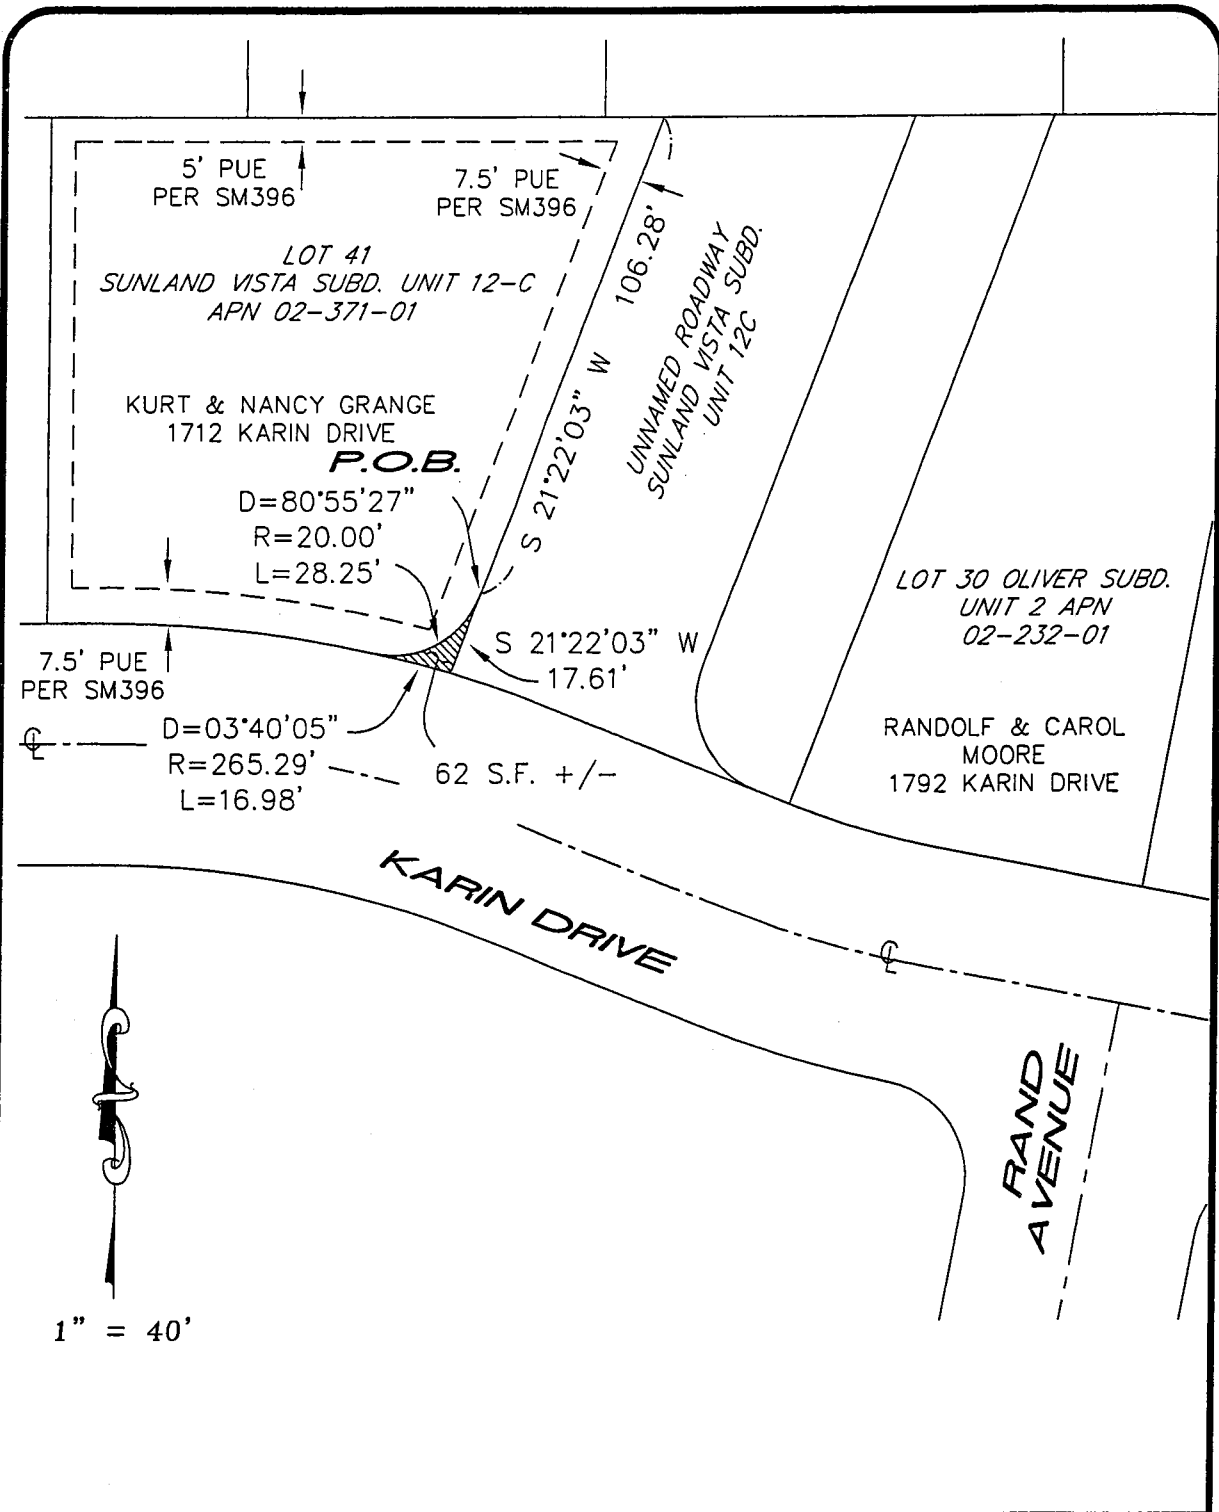 5' PUE
PER SM396
7.5' PUE
PER SM396
LOT 41
SUNLAND VISTA SUBD. UNIT 12-C
APN 02-371-01
KURT & NANCY GRANGE
1712 KARIN DRIVE
P.O.B.
D=80°55'27"
R=20.00'
L=28.25'
S 21°22'03" W 106.28'
UNNAMED ROADWAY
SUNLAND VISTA SUBD.
UNIT 12C
LOT 30 OLIVER SUBD.
UNIT 2 APN
02-232-01
S 21°22'03" W
17.61'
7.5' PUE
PER SM396
D=03°40'05"
R=265.29'
L=16.98'
62 S.F. +/-
RANDOLF & CAROL
MOORE
1792 KARIN DRIVE
KARIN DRIVE
RAND
AVENUE
1" = 40'